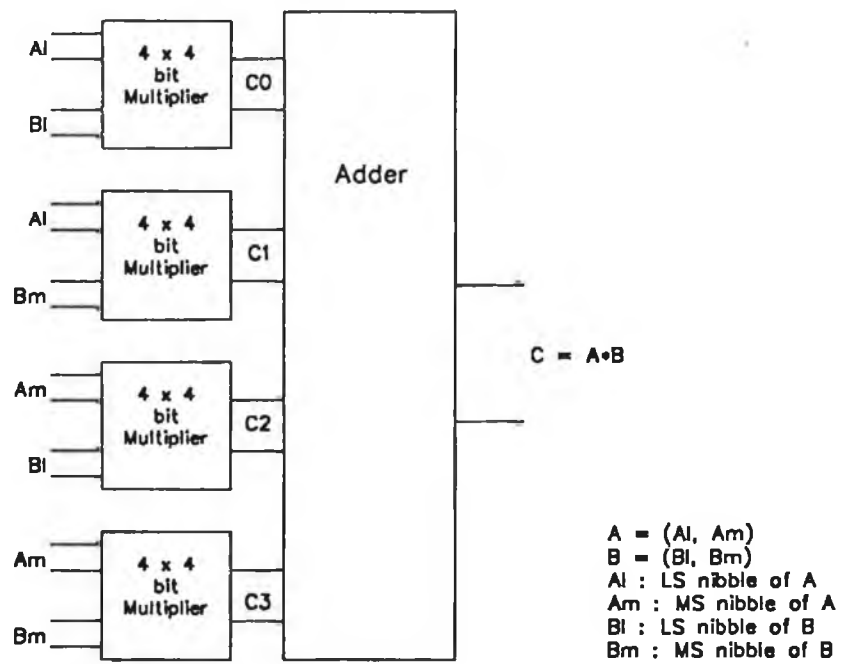 Al
4 x 4
bit
Multiplier
C0
Bl
Adder
Al
4 x 4
bit
Multiplier
C1
Bm
C = A*B
Am
4 x 4
bit
Multiplier
C2
Bl
Am
4 x 4
bit
Multiplier
C3
Bm
A = (Al, Am)
B = (Bl, Bm)
Al : LS nibble of A
Am : MS nibble of A
Bl : LS nibble of B
Bm : MS nibble of B